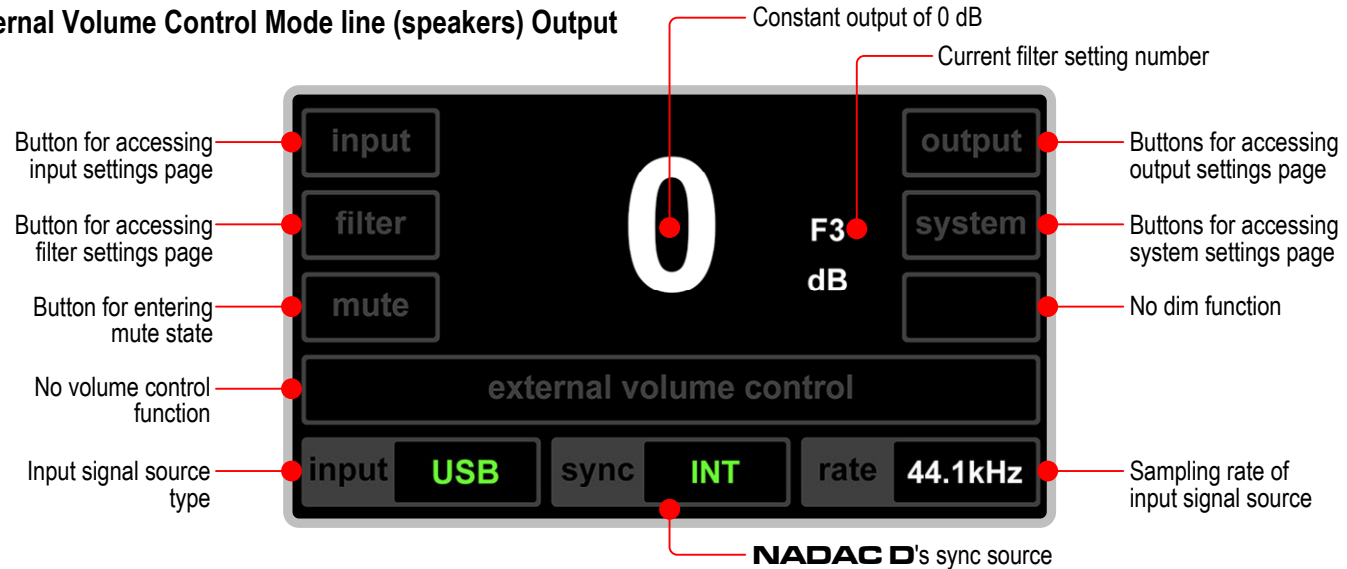 ernal Volume Control Mode line (speakers) Output
Constant output of 0 dB
Current filter setting number
Button for accessing
input settings page
Button for accessing
filter settings page
Button for entering
mute state
No volume control
function
Input signal source
type
input
filter
mute
0
F3
dB
output
system
external volume control
input USB sync INT rate 44.1kHz
Buttons for accessing
output settings page
Buttons for accessing
system settings page
No dim function
Sampling rate of
input signal source
NADAC D's sync source